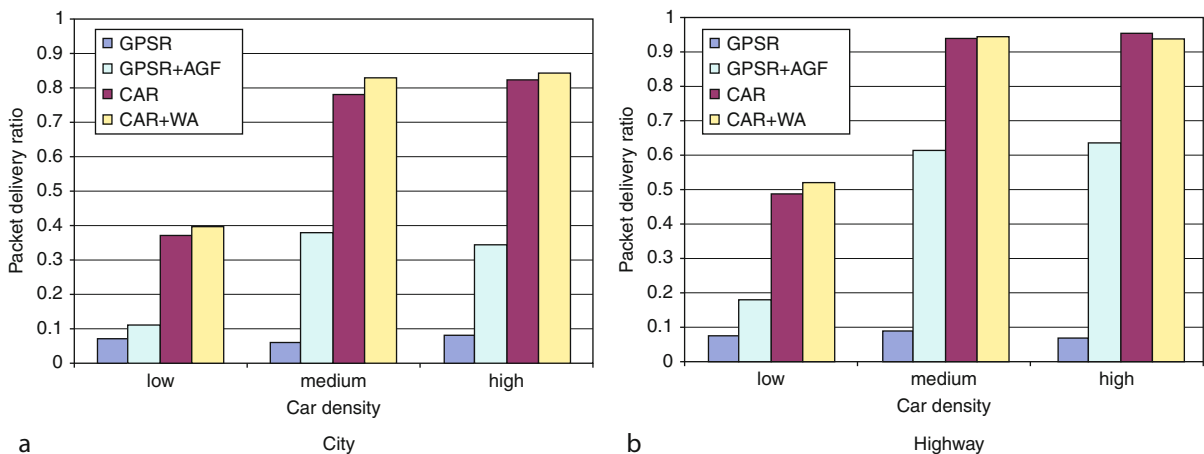 1
0.9
0.8
0.7
0.6
0.5
0.4
0.3
0.2
0.1
0
Packet delivery ratio
GPSR
GPSR+AGF
CAR
CAR+WA
low medium high
Car density
a City
1
0.9
0.8
0.7
0.6
0.5
0.4
0.3
0.2
0.1
0
Packet delivery ratio
GPSR
GPSR+AGF
CAR
CAR+WA
low medium high
Car density
b Highway